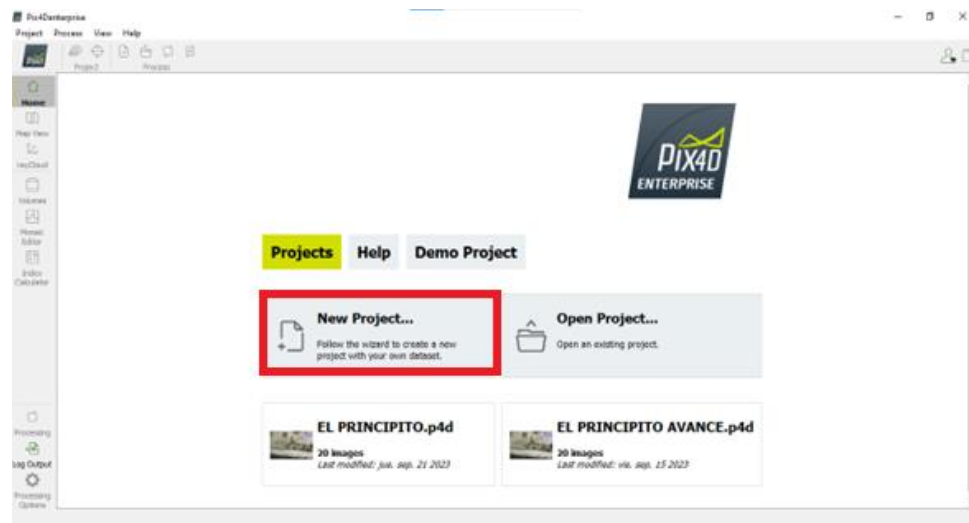 Pix4Denterprise
Project Process View Help
Project Process
Home
Map View
rayCloud
Volumes
Mosaic
Editor
Index
Calculator
PIX4D
ENTERPRISE
Projects Help Demo Project
New Project...
Follow the wizard to create a new
project with your own dataset.
Open Project...
Open an existing project.
EL PRINCIPITO.p4d
20 images
Last modified: jue. sep. 21 2023
EL PRINCIPITO AVANCE.p4d
20 images
Last modified: vie. sep. 15 2023
Processing
Log Output
Processing
Options